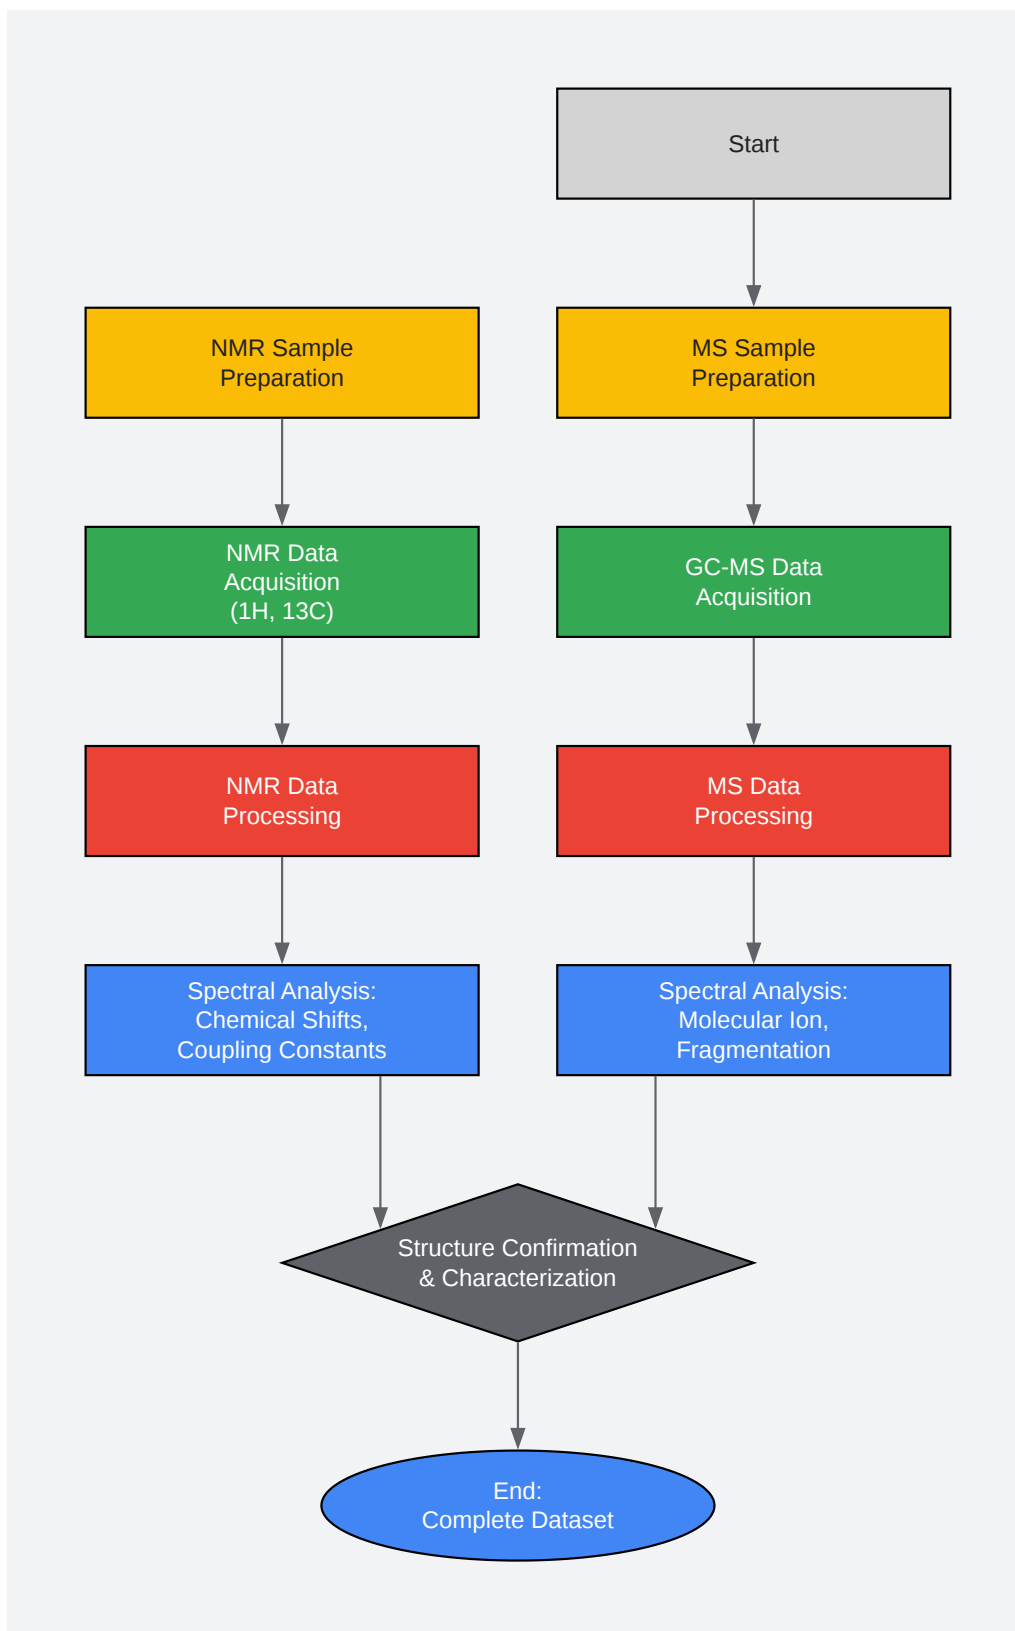 Start
NMR Sample
Preparation
MS Sample
Preparation
NMR Data
Acquisition
(1H, 13C)
GC-MS Data
Acquisition
NMR Data
Processing
MS Data
Processing
Spectral Analysis:
Chemical Shifts,
Coupling Constants
Spectral Analysis:
Molecular Ion,
Fragmentation
Structure Confirmation
& Characterization
End:
Complete Dataset